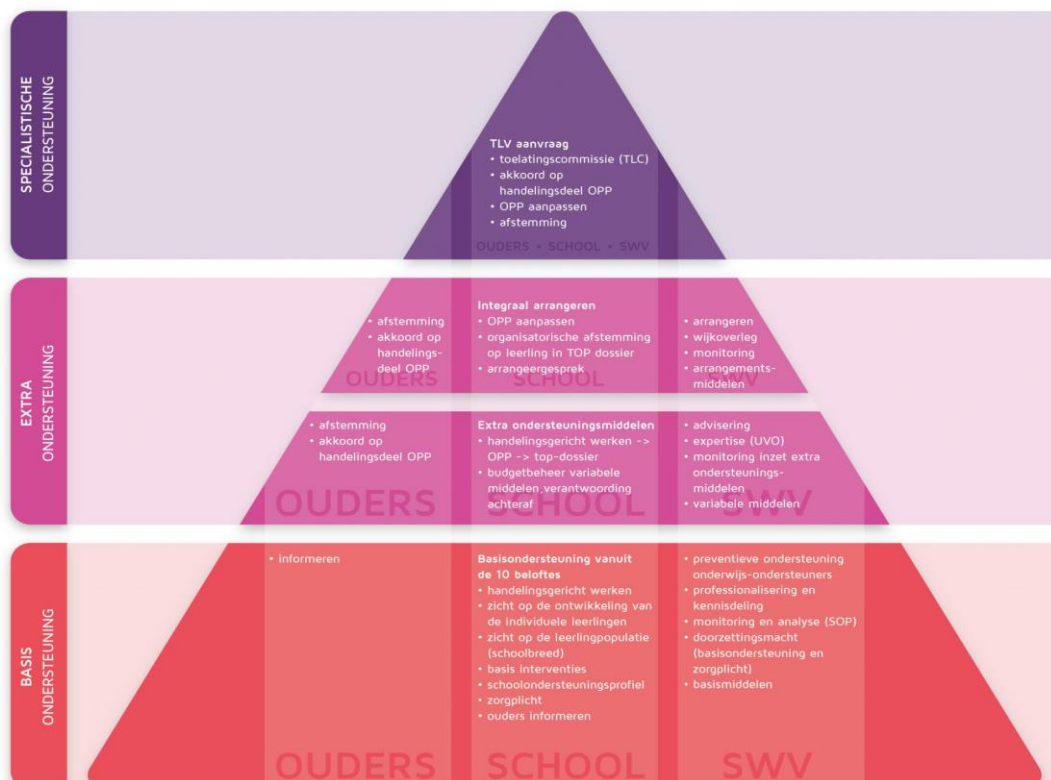 SPECIALISTISCHE
ONDERSTEUNING
TLV aanvraag
• toelatingscommissie (TLC)
• akkoord op
handelingsdeel OPP
• OPP aanpassen
• afstemming
OUDERS • SCHOOL • SWV
EXTRA
ONDERSTEUNING
• afstemming
• akkoord op
handelings-
deel OPP
OUDERS
Integraal arrangeren
• OPP aanpassen
• organisatorische afstemming
op leerling in TOP dossier
• arrangeergesprek
SCHOOL
• arrangeren
• wijkoverleg
• monitoring
• arrangements-
middelen
SWV
• afstemming
• akkoord op
handelingsdeel OPP
OUDERS
Extra ondersteuningsmiddelen
• handelingsgericht werken ->
OPP -> top-dossier
• budgetbeheer variabele
middelen,verantwoording
achteraf
SCHOOL
• advisering
• expertise (UVO)
• monitoring inzet extra
ondersteunings-
middelen
• variabele middelen
SWV
BASIS
ONDERSTEUNING
• informeren
OUDERS
Basisondersteuning vanuit
de 10 beloftes
• handelingsgericht werken
• zicht op de ontwikkeling van
de individuele leerlingen
• zicht op de leerlingpopulatie
(schoolbreed)
• basis interventies
• schoolondersteuningsprofiel
• zorgplicht
• ouders informeren
SCHOOL
• preventieve ondersteuning
onderwijs-ondersteuners
• professionalisering en
kennisdeling
• monitoring en analyse (SOP)
• doorzettingsmacht
(basisondersteuning en
zorgplicht)
• basismiddelen
SWV